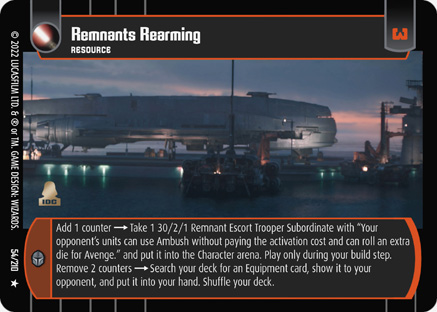 Remnants Rearming
RESOURCE
IDC
Add 1 counter → Take 1 30/2/1 Remnant Escort Trooper Subordinate with "Your
opponent's units can use Ambush without paying the activation cost and can roll an extra
die for Avenge." and put it into the Character arena. Play only during your build step.
Remove 2 counters → Search your deck for an Equipment card, show it to your
opponent, and put it into your hand. Shuffle your deck.
© 2022 LUCASFILM LTD. & ® or TM. GAME DESIGN: WIZARDS.
54/210 ★